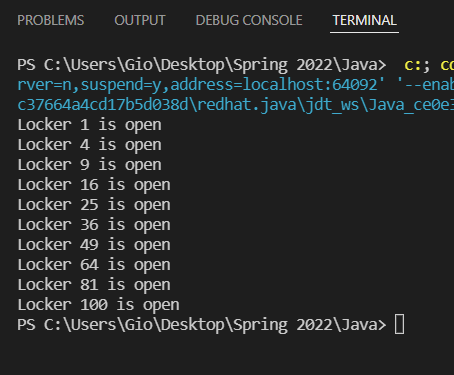 PROBLEMS OUTPUT DEBUG CONSOLE TERMINAL
PS C:\Users\Gio\Desktop\Spring 2022\Java> c:; cd
rver=n,suspend=y,address=localhost:64092' '--enab
c37664a4cd17b5d038d\redhat.java\jdt_ws\Java_ce0e3
Locker 1 is open
Locker 4 is open
Locker 9 is open
Locker 16 is open
Locker 25 is open
Locker 36 is open
Locker 49 is open
Locker 64 is open
Locker 81 is open
Locker 100 is open
PS C:\Users\Gio\Desktop\Spring 2022\Java>